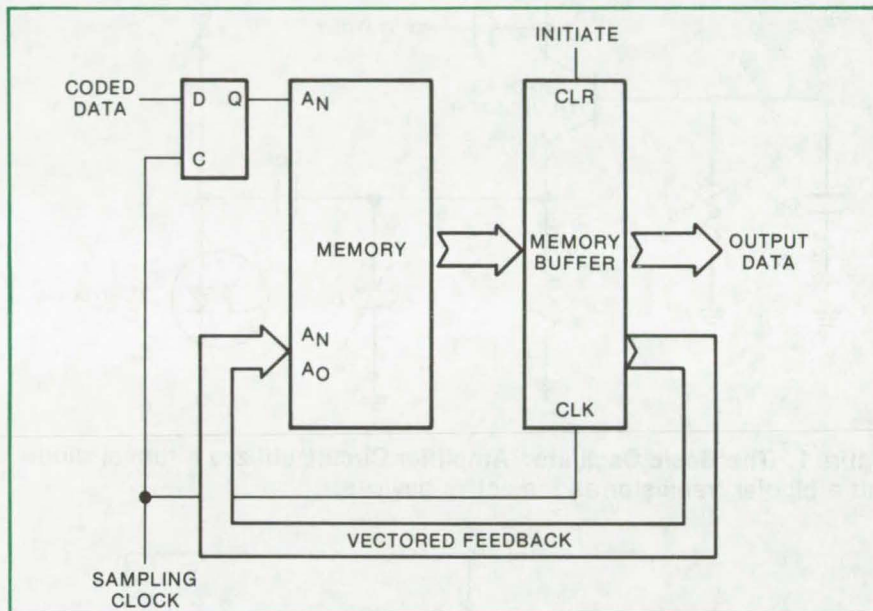 INITIATE
CODED
DATA
D Q
C
A_N
CLR
MEMORY
MEMORY
BUFFER
OUTPUT
DATA
A_N
A_O
CLK
VECTORED FEEDBACK
SAMPLING
CLOCK